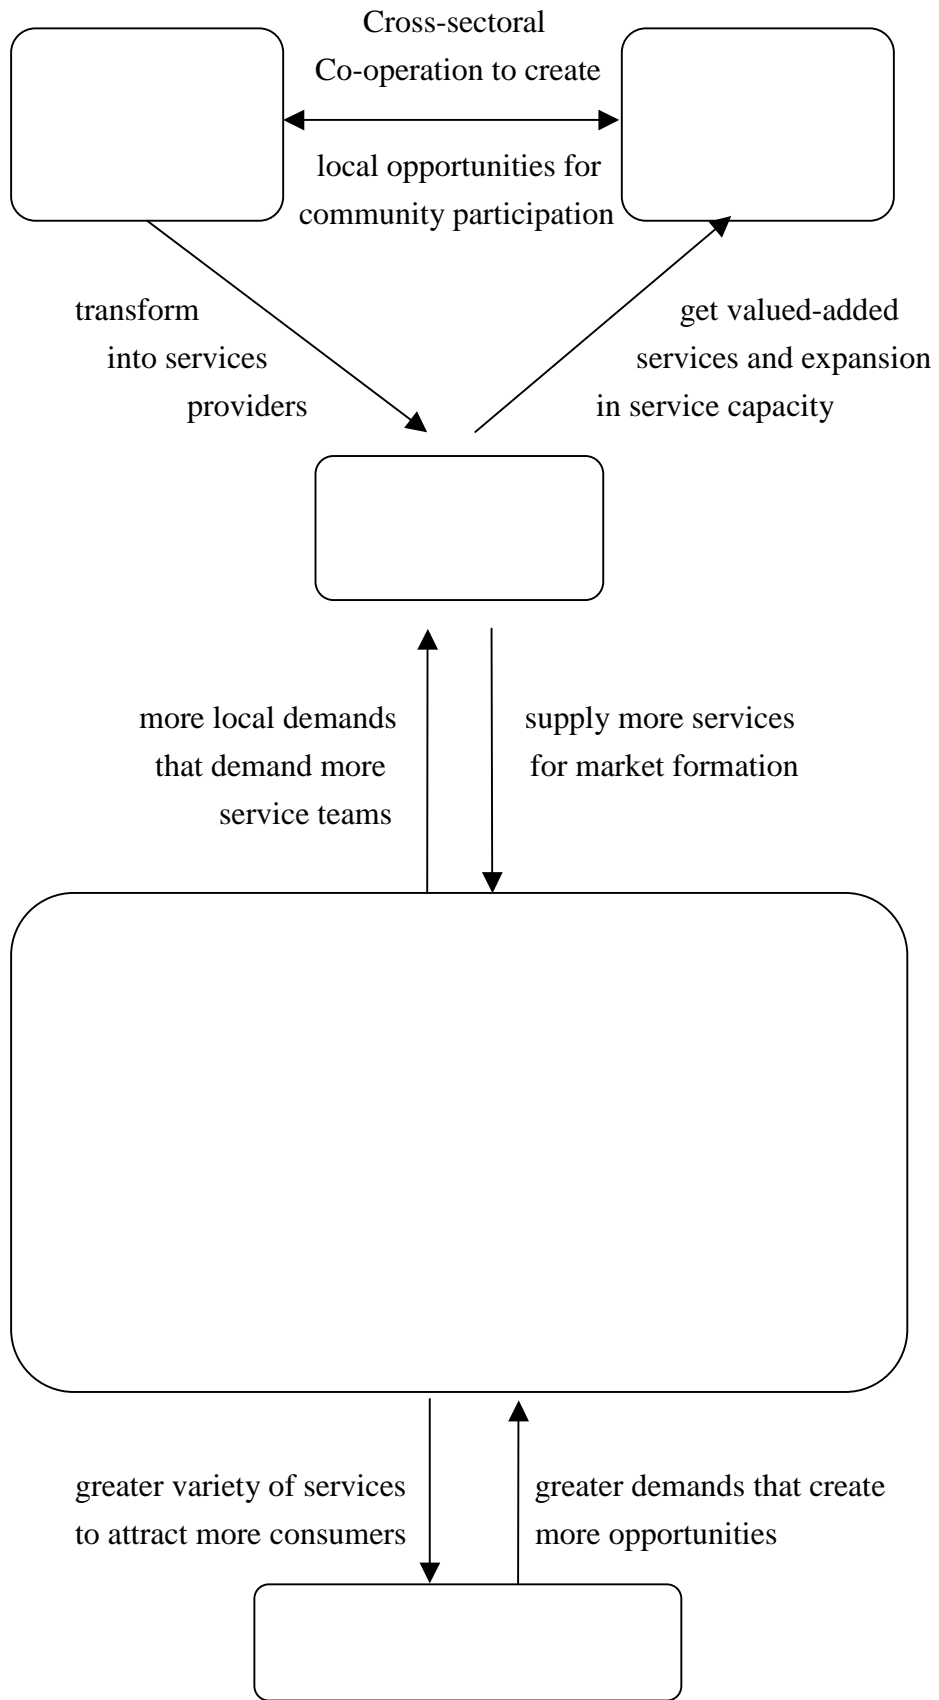 Cross-sectoral
Co-operation to create
local opportunities for
community participation
transform
into services
providers
get valued-added
services and expansion
in service capacity
more local demands
that demand more
service teams
supply more services
for market formation
greater variety of services
to attract more consumers
greater demands that create
more opportunities